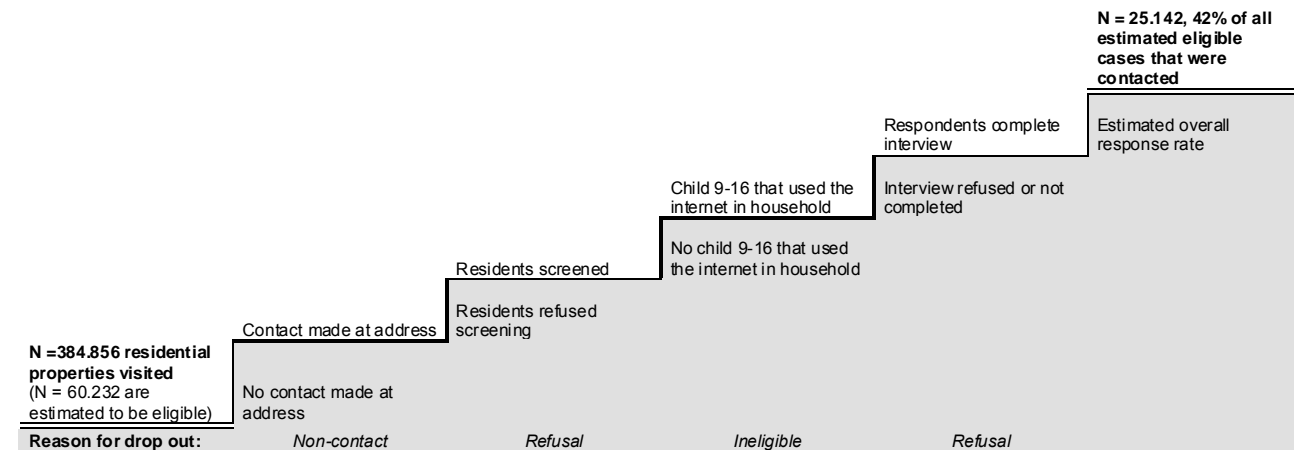 N = 25.142, 42% of all
estimated eligible
cases that were
contacted
Respondents complete
interview
Estimated overall
response rate
Child 9-16 that used the
internet in household
Interview refused or not
completed
Residents screened
No child 9-16 that used
the internet in household
Contact made at address
Residents refused
screening
N =384.856 residential
properties visited
(N = 60.232 are
estimated to be eligible)
No contact made at
address
Reason for drop out:
Non-contact
Refusal
Ineligible
Refusal